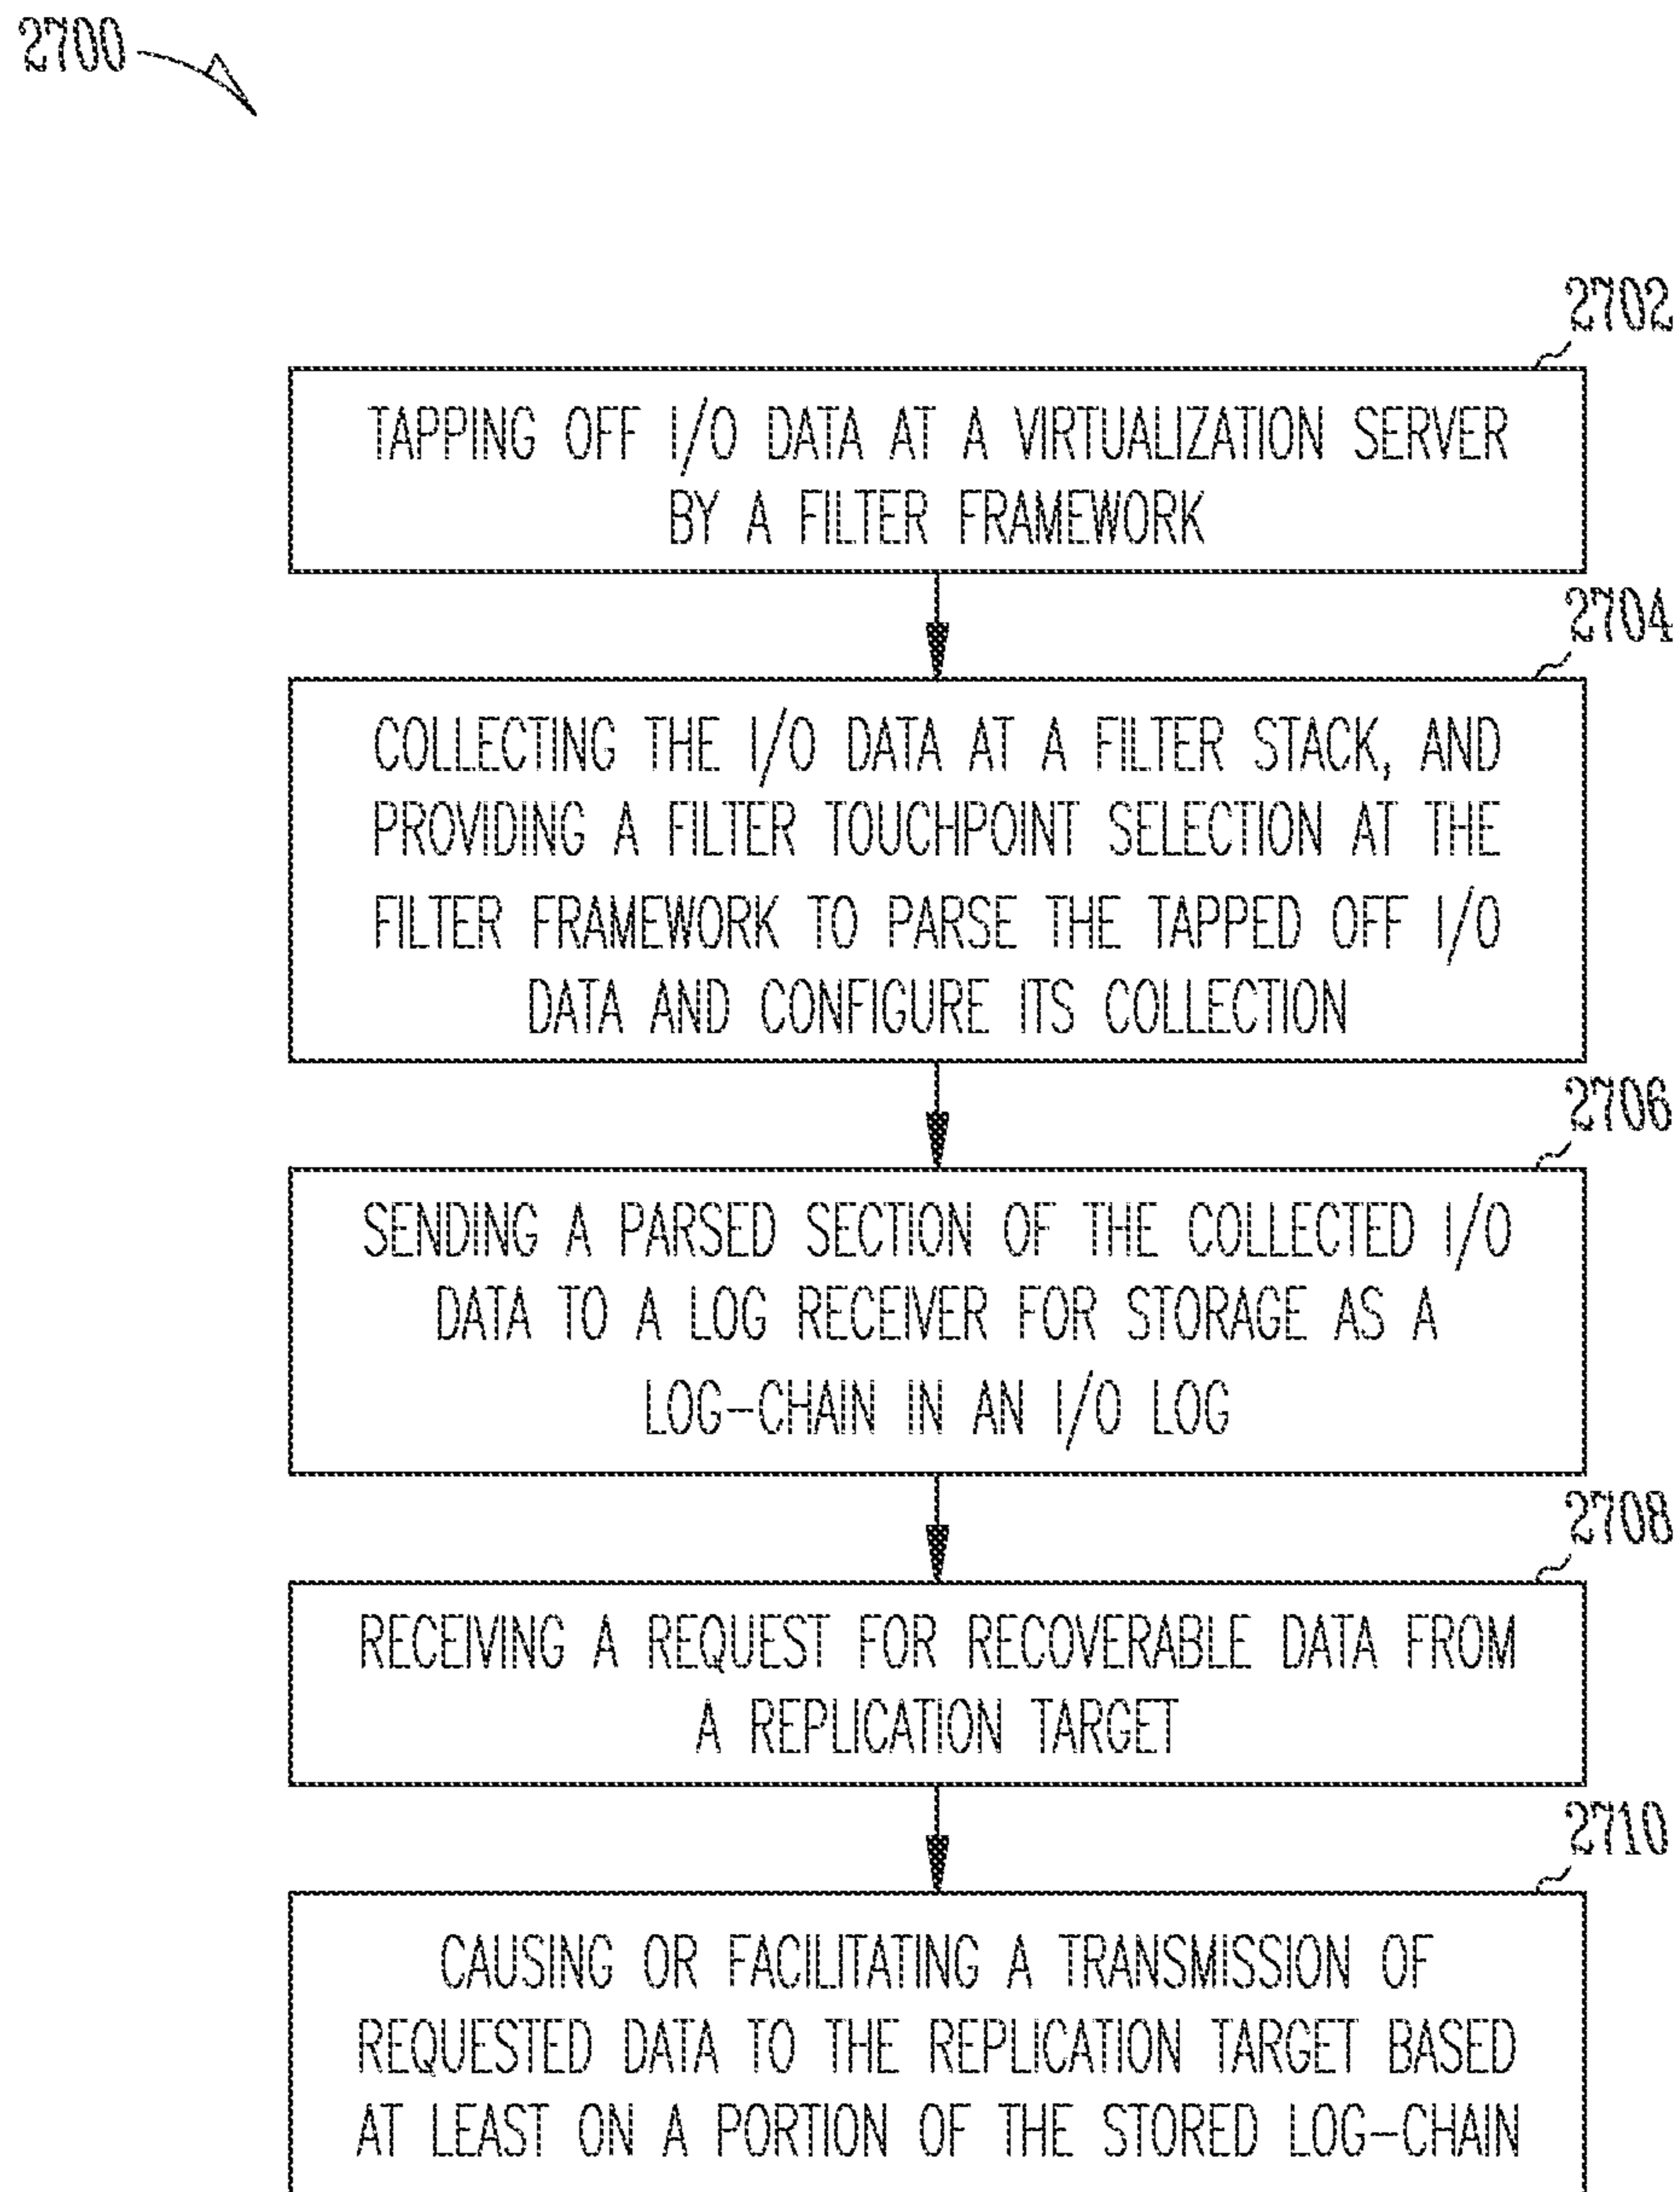 2700
2702
TAPPING OFF I/O DATA AT A VIRTUALIZATION SERVER
BY A FILTER FRAMEWORK
2704
COLLECTING THE I/O DATA AT A FILTER STACK, AND
PROVIDING A FILTER TOUCHPOINT SELECTION AT THE
FILTER FRAMEWORK TO PARSE THE TAPPED OFF I/O
DATA AND CONFIGURE ITS COLLECTION
2706
SENDING A PARSED SECTION OF THE COLLECTED I/O
DATA TO A LOG RECEIVER FOR STORAGE AS A
LOG-CHAIN IN AN I/O LOG
2708
RECEIVING A REQUEST FOR RECOVERABLE DATA FROM
A REPLICATION TARGET
2710
CAUSING OR FACILITATING A TRANSMISSION OF
REQUESTED DATA TO THE REPLICATION TARGET BASED
AT LEAST ON A PORTION OF THE STORED LOG-CHAIN